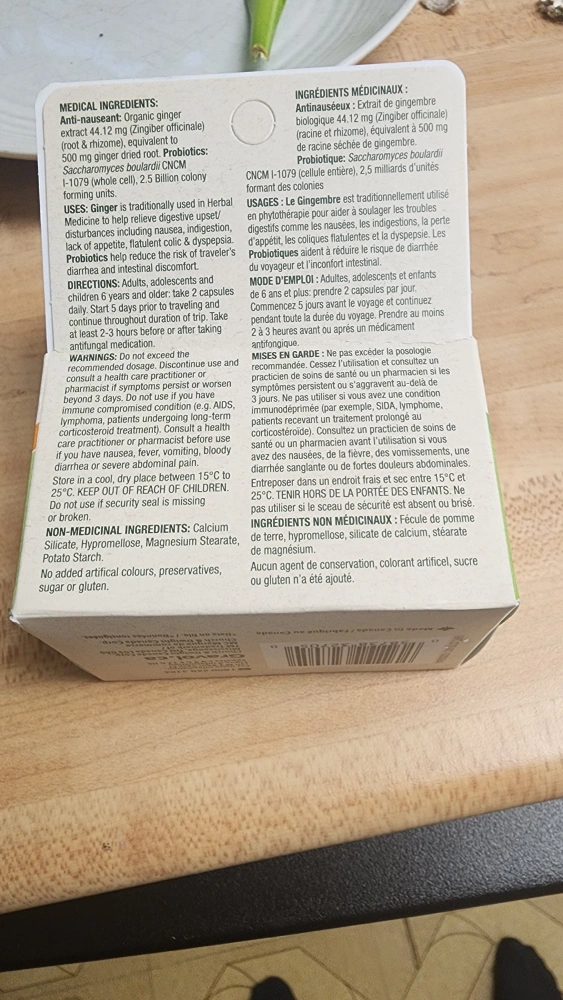 MEDICAL INGREDIENTS:
Anti-nauseant: Organic ginger
extract 44.12 mg (Zingiber officinale)
(root & rhizome), equivalent to
500 mg ginger dried root. Probiotics:
Saccharomyces boulardii CNCM
I-1079 (whole cell), 2.5 Billion colony
forming units.
USES: Ginger is traditionally used in Herbal
Medicine to help relieve digestive upset/
disturbances including nausea, indigestion,
lack of appetite, flatulent colic & dyspepsia.
Probiotics help reduce the risk of traveler's
diarrhea and intestinal discomfort.
DIRECTIONS: Adults, adolescents and
children 6 years and older: take 2 capsules
daily. Start 5 days prior to traveling and
continue throughout duration of trip. Take
at least 2-3 hours before or after taking
antifungal medication.
WARNINGS: Do not exceed the
recommended dosage. Discontinue use and
consult a health care practitioner or
pharmacist if symptoms persist or worsen
beyond 3 days. Do not use if you have
immune compromised condition (e.g. AIDS,
lymphoma, patients undergoing long-term
corticosteroid treatment). Consult a health
care practitioner or pharmacist before use
if you have nausea, fever, vomiting, bloody
diarrhea or severe abdominal pain.
Store in a cool, dry place between 15°C to
25°C. KEEP OUT OF REACH OF CHILDREN.
Do not use if security seal is missing
or broken.
NON-MEDICINAL INGREDIENTS: Calcium
Silicate, Hypromellose, Magnesium Stearate,
Potato Starch.
No added artifical colours, preservatives,
sugar or gluten.
INGRÉDIENTS MÉDICINAUX :
Antinauséeux : Extrait de gingembre
biologique 44.12 mg (Zingiber officinale)
(racine et rhizome), équivalent à 500 mg
de racine séchée de gingembre.
Probiotique: Saccharomyces boulardii
CNCM I-1079 (cellule entière), 2,5 milliards d'unités
formant des colonies
USAGES : Le Gingembre est traditionnellement utilisé
en phytothérapie pour aider à soulager les troubles
digestifs comme les nausées, les indigestions, la perte
d'appétit, les coliques flatulentes et la dyspepsie. Les
Probiotiques aident à réduire le risque de diarrhée
du voyageur et l'inconfort intestinal.
MODE D'EMPLOI : Adultes, adolescents et enfants
de 6 ans et plus: prendre 2 capsules par jour.
Commencez 5 jours avant le voyage et continuez
pendant toute la durée du voyage. Prendre au moins
2 à 3 heures avant ou après un médicament
antifongique.
MISES EN GARDE : Ne pas excéder la posologie
recommandée. Cessez l'utilisation et consultez un
practicien de soins de santé ou un pharmacien si les
symptômes persistent ou s'aggravent au-delà de
3 jours. Ne pas utiliser si vous avez une condition
immunodéprimée (par exemple, SIDA, lymphome,
patients recevant un traitement prolongé au
corticostéroïde). Consultez un practicien de soins de
santé ou un pharmacien avant l'utilisation si vous
avez des nausées, de la fièvre, des vomissements, une
diarrhée sanglante ou de fortes douleurs abdominales.
Entreposer dans un endroit frais et sec entre 15°C et
25°C. TENIR HORS DE LA PORTÉE DES ENFANTS. Ne
pas utiliser si le sceau de sécurité est absent ou brisé.
INGRÉDIENTS NON MÉDICINAUX : Fécule de pomme
de terre, hypromellose, silicate de calcium, stéarate
de magnésium.
Aucun agent de conservation, colorant artificel, sucre
ou gluten n'a été ajouté.
Made in Canada / Fabriqué au Canada
Gravol.ca